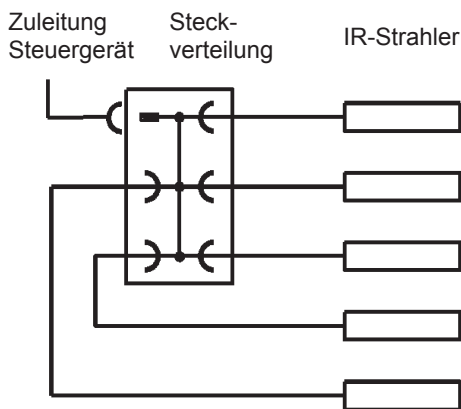 Zuleitung
Steuergerät
Steck-
verteilung
IR-Strahler